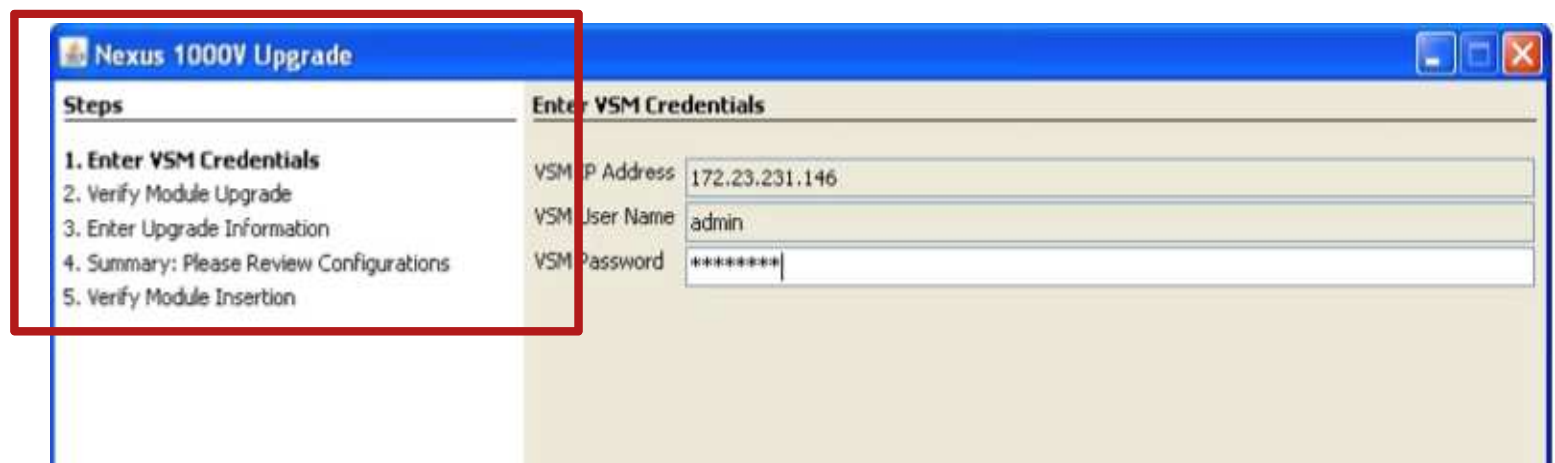 Nexus 1000V Upgrade
Steps
1. Enter VSM Credentials
2. Verify Module Upgrade
3. Enter Upgrade Information
4. Summary: Please Review Configurations
5. Verify Module Insertion
Enter VSM Credentials
VSM IP Address 172.23.231.146
VSM User Name admin
VSM Password ********